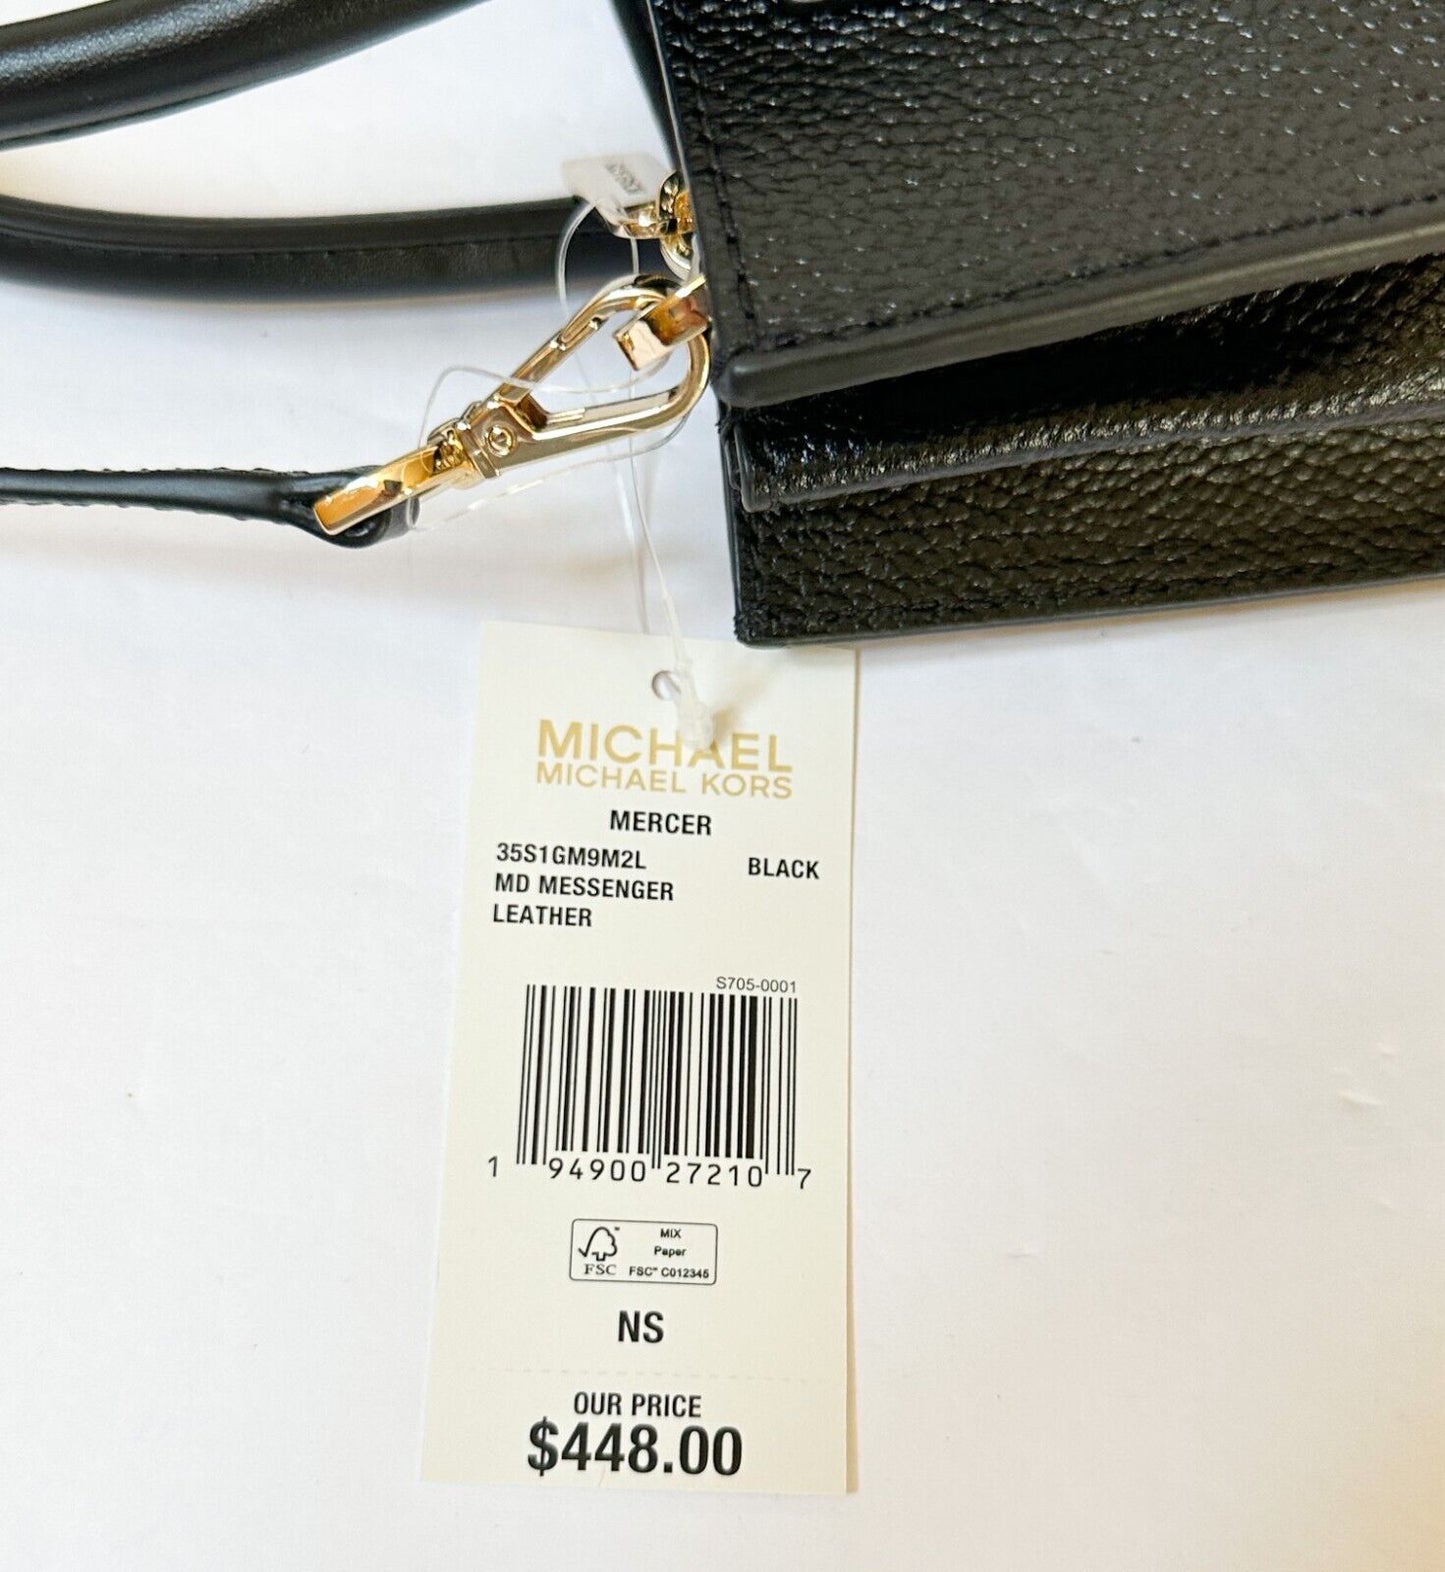 MICHAEL
MICHAEL KORS
MERCER
35S1GM9M2L BLACK
MD MESSENGER
LEATHER
S705-0001
1 94900 27210 7
FSC™ MIX
Paper
FSC™ C012345
NS
OUR PRICE
$448.00